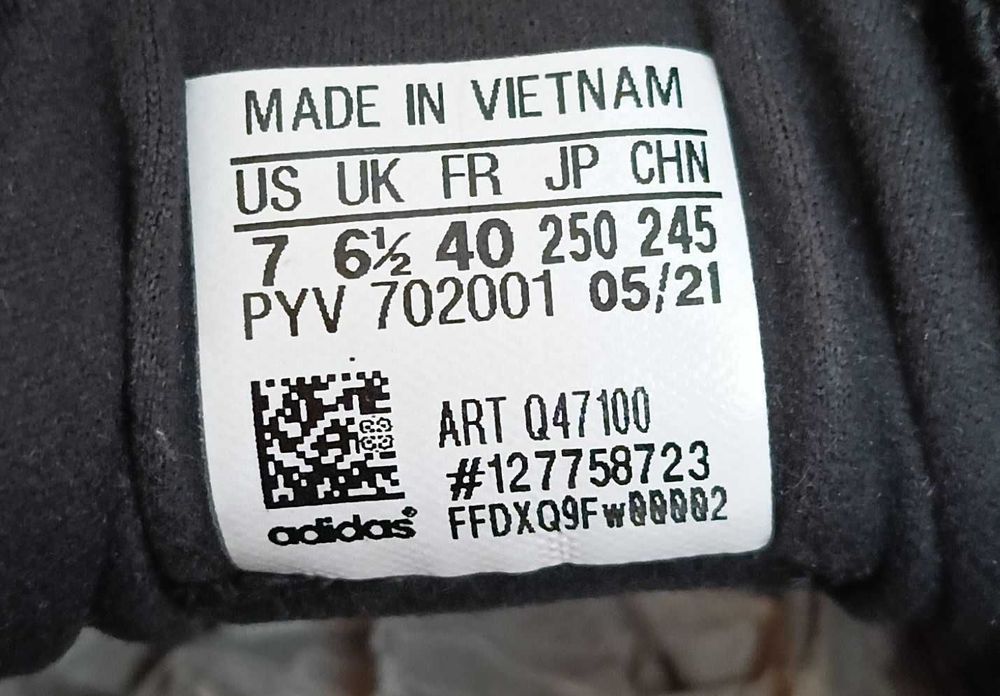 MADE IN VIETNAM
US UK FR JP CHN
7 6½ 40 250 245
PYV 702001 05/21
ART Q47100
#127758723
FFDXQ9Fw00002
adidas®